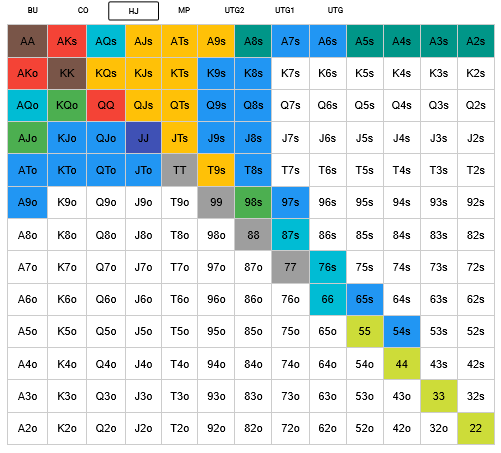 BU CO HJ MP UTG2 UTG1 UTG
AA AKs AQs AJs ATs A9s A8s A7s A6s A5s A4s A3s A2s
AKo KK KQs KJs KTs K9s K8s K7s K6s K5s K4s K3s K2s
AQo KQo QQ QJs QTs Q9s Q8s Q7s Q6s Q5s Q4s Q3s Q2s
AJo KJo QJo JJ JTs J9s J8s J7s J6s J5s J4s J3s J2s
ATo KTo QTo JTo TT T9s T8s T7s T6s T5s T4s T3s T2s
A9o K9o Q9o J9o T9o 99 98s 97s 96s 95s 94s 93s 92s
A8o K8o Q8o J8o T8o 98o 88 87s 86s 85s 84s 83s 82s
A7o K7o Q7o J7o T7o 97o 87o 77 76s 75s 74s 73s 72s
A6o K6o Q6o J6o T6o 96o 86o 76o 66 65s 64s 63s 62s
A5o K5o Q5o J5o T5o 95o 85o 75o 65o 55 54s 53s 52s
A4o K4o Q4o J4o T4o 94o 84o 74o 64o 54o 44 43s 42s
A3o K3o Q3o J3o T3o 93o 83o 73o 63o 53o 43o 33 32s
A2o K2o Q2o J2o T2o 92o 82o 72o 62o 52o 42o 32o 22